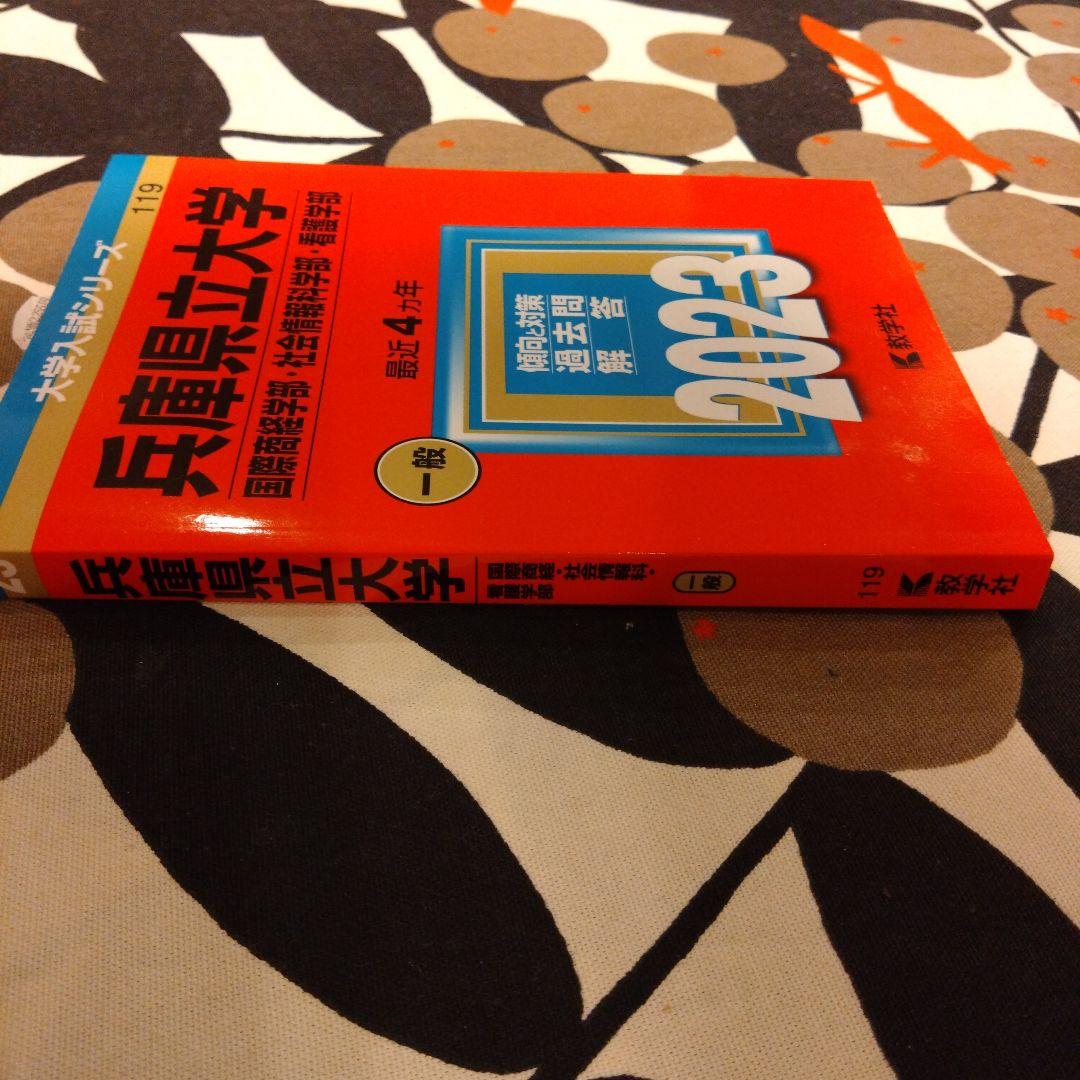 大学入試シリーズ
119
兵庫県立大学
国際商経学部・社会情報科学部・看護学部
最近4カ年
一般
傾向と対策
過去問
解答
2023
教学社
兵庫県立大学
国際商経・社会情報科・
看護学部
一般
119
教学社